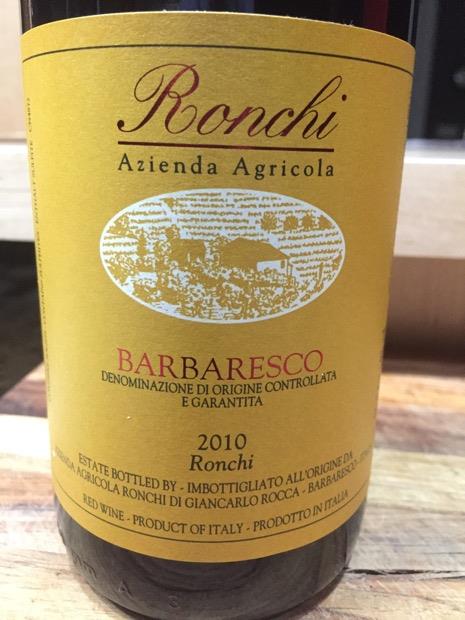 Ronchi
Azienda Agricola
BARBARESCO
DENOMINAZIONE DI ORIGINE CONTROLLATA
E GARANTITA
2010
Ronchi
ESTATE BOTTLED BY - IMBOTTIGLIATO ALL'ORIGINE DA
AGRICOLA RONCHI DI GIANCARLO ROCCA - BARBARESCO -
RED WINE - PRODUCT OF ITALY - PRODOTTO IN ITALIA